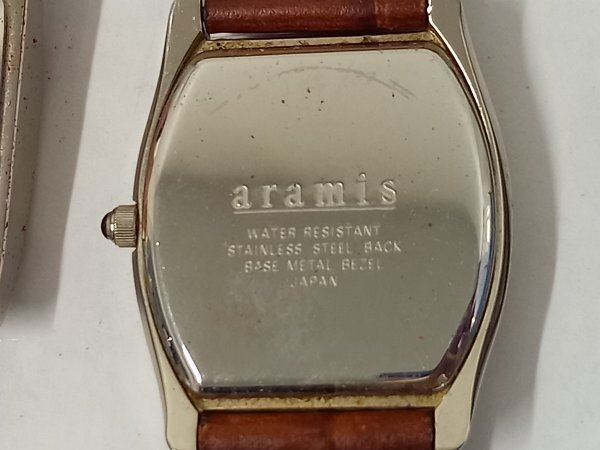 aramis
WATER RESISTANT
STAINLESS STEEL BACK
BASE METAL BEZEL
JAPAN